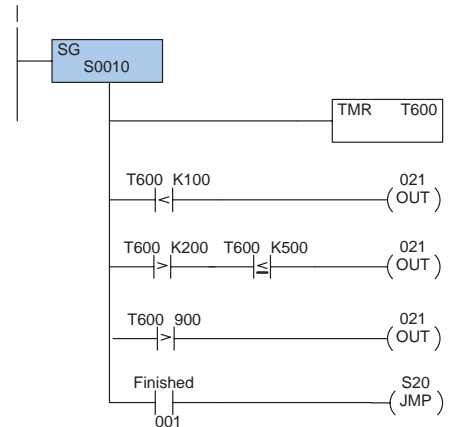 SG
S0010
TMR T600
T600 K100
<
021
OUT
T600 K200 T600 K500
> ≤
021
OUT
T600 900
>
021
OUT
Finished
001
S20
JMP